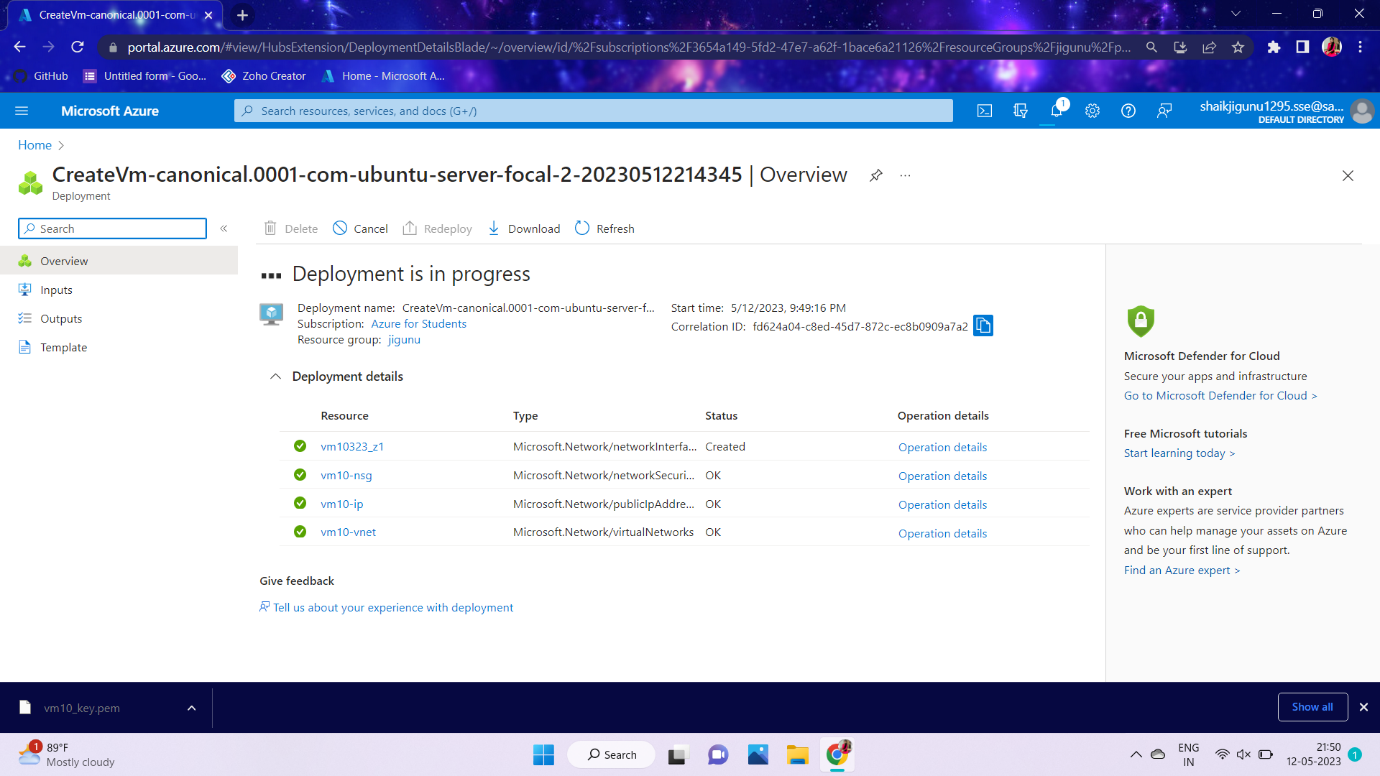 CreateVm-canonical.0001-com-u
portal.azure.com/#view/HubsExtension/DeploymentDetailsBlade/~/overview/id/%2Fsubscriptions%2F3654a149-5fd2-47e7-a62f-1bace6a21126%2FresourceGroups%2Fjigunu%2Fp...
GitHub Untitled form - Goo... Zoho Creator Home - Microsoft A...
Microsoft Azure Search resources, services, and docs (G+/) 1 shaikjigunu1295.sse@sa...
DEFAULT DIRECTORY
Home >
CreateVm-canonical.0001-com-ubuntu-server-focal-2-20230512214345 | Overview ...
Deployment
Search « Delete Cancel Redeploy Download Refresh
Overview
Inputs
Outputs
Template
Deployment is in progress
Deployment name: CreateVm-canonical.0001-com-ubuntu-server-f...
Subscription: Azure for Students
Resource group: jigunu
Start time: 5/12/2023, 9:49:16 PM
Correlation ID: fd624a04-c8ed-45d7-872c-ec8b0909a7a2
Deployment details
Resource Type Status Operation details
vm10323_z1 Microsoft.Network/networkInterfa... Created Operation details
vm10-nsg Microsoft.Network/networkSecuri... OK Operation details
vm10-ip Microsoft.Network/publicIpAddre... OK Operation details
vm10-vnet Microsoft.Network/virtualNetworks OK Operation details
Give feedback
Tell us about your experience with deployment
Microsoft Defender for Cloud
Secure your apps and infrastructure
Go to Microsoft Defender for Cloud >
Free Microsoft tutorials
Start learning today >
Work with an expert
Azure experts are service provider partners
who can help manage your assets on Azure
and be your first line of support.
Find an Azure expert >
vm10_key.pem Show all
1 89°F
Mostly cloudy
Search
ENG
IN
21:50
12-05-2023
1